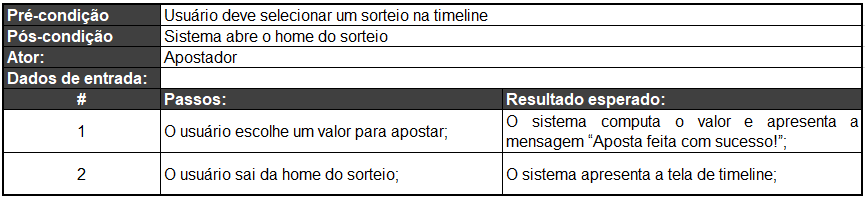 Pré-condição Usuário deve selecionar um sorteio na timeline
Pós-condição Sistema abre o home do sorteio
Ator: Apostador
Dados de entrada:
# Passos: Resultado esperado:
1 O usuário escolhe um valor para apostar; O sistema computa o valor e apresenta a
mensagem “Aposta feita com sucesso!”;
2 O usuário sai da home do sorteio; O sistema apresenta a tela de timeline;